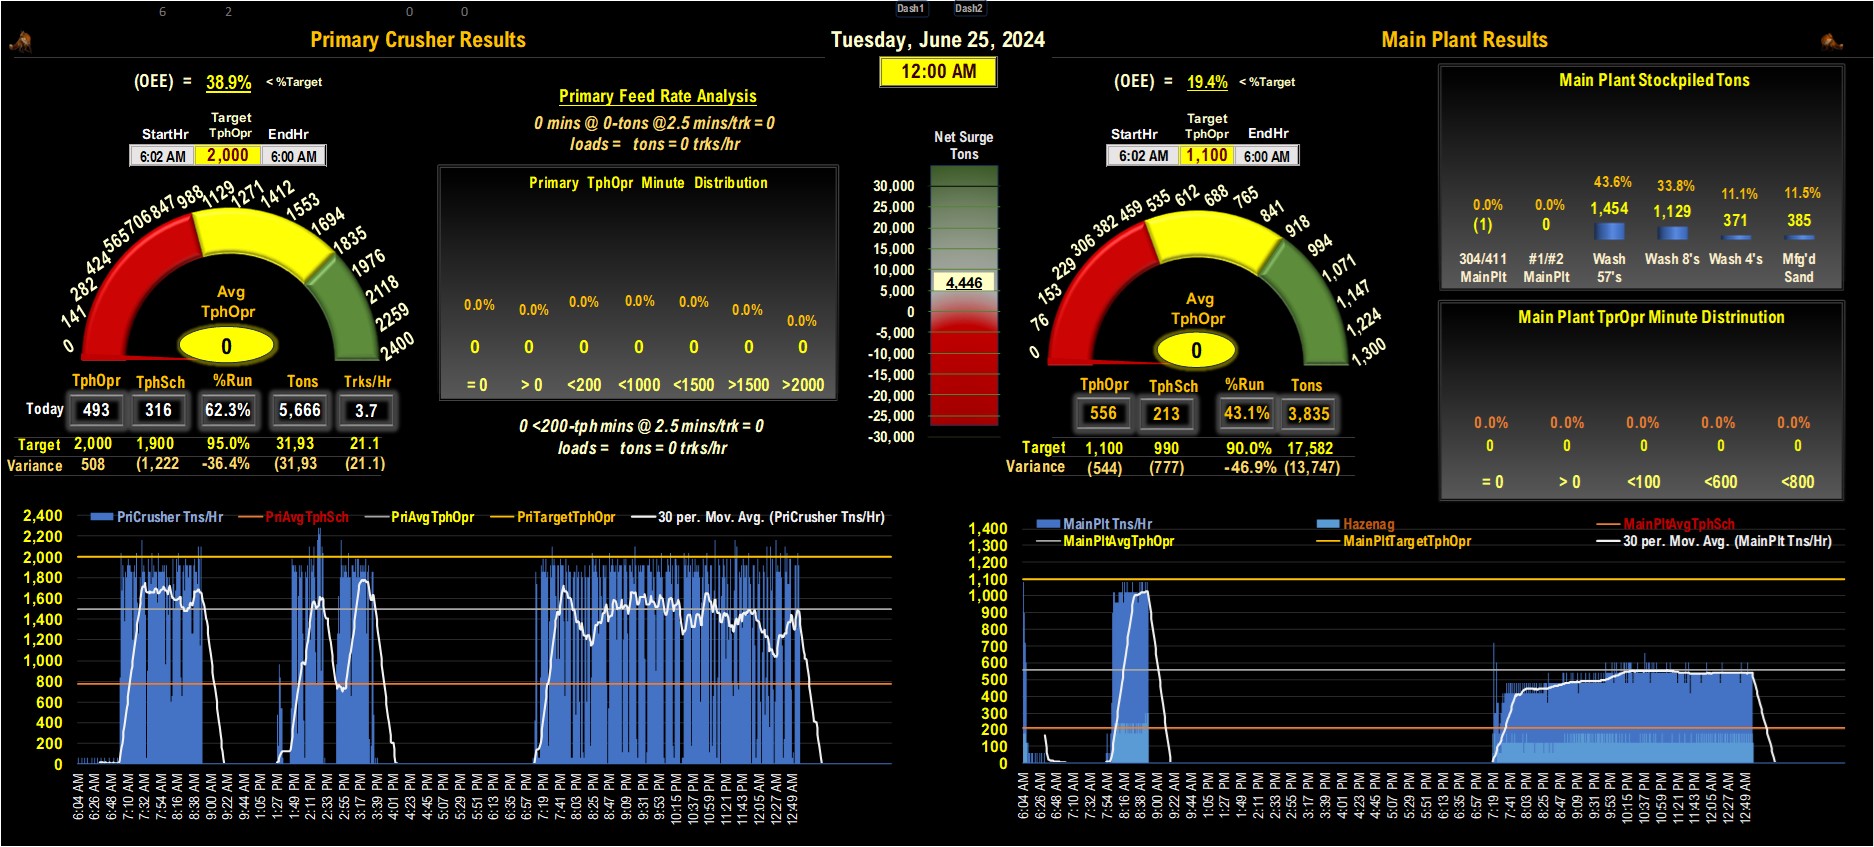 6 2 0 0 Dash1 Dash2
Primary Crusher Results
Tuesday, June 25, 2024
Main Plant Results
12:00 AM
(OEE) = 38.9% < %Target
Target
StartHr TphOpr EndHr
6:02 AM 2,000 6:00 AM
0 141 282 424 565 706 847 988 1129 1271 1412 1553 1694 1835 1976 2118 2259 2400
Avg
TphOpr
0
TphOpr TphSch %Run Tons Trks/Hr
Today 493 316 62.3% 5,666 3.7
Target 2,000 1,900 95.0% 31,93 21.1
Variance 508 (1,222 -36.4% (31,93 (21.1)
Primary Feed Rate Analysis
0 mins @ 0-tons @2.5 mins/trk = 0
loads = tons = 0 trks/hr
Primary TphOpr Minute Distribution
0.0% 0.0% 0.0% 0.0% 0.0% 0.0% 0.0%
0 0 0 0 0 0 0
= 0 > 0 <200 <1000 <1500 >1500 >2000
0 <200-tph mins @ 2.5 mins/trk = 0
loads = tons = 0 trks/hr
Net Surge
Tons
30,000
25,000
20,000
15,000
10,000
4,446
5,000
0
-5,000
-10,000
-15,000
-20,000
-25,000
-30,000
(OEE) = 19.4% < %Target
Target
StartHr TphOpr EndHr
6:02 AM 1,100 6:00 AM
0 76 153 229 306 382 459 535 612 688 765 841 918 994 1,071 1,147 1,224 1,300
Avg
TphOpr
0
TphOpr TphSch %Run Tons
556 213 43.1% 3,835
Target 1,100 990 90.0% 17,582
Variance (544) (777) -46.9% (13,747)
Main Plant Stockpiled Tons
0.0% 0.0% 43.6% 33.8% 11.1% 11.5%
(1) 0 1,454 1,129 371 385
304/411 #1/#2 Wash Wash 8's Wash 4's Mfg'd
MainPlt MainPlt 57's Sand
Main Plant TprOpr Minute Distrinution
0.0% 0.0% 0.0% 0.0% 0.0%
0 0 0 0 0
= 0 > 0 <100 <600 <800
PriCrusher Tns/Hr PriAvgTphSch PriAvgTphOpr PriTargetTphOpr 30 per. Mov. Avg. (PriCrusher Tns/Hr)
2,400
2,200
2,000
1,800
1,600
1,400
1,200
1,000
800
600
400
200
0
6:04 AM 6:26 AM 6:48 AM 7:10 AM 7:32 AM 7:54 AM 8:16 AM 8:38 AM 9:00 AM 9:22 AM 9:44 AM 1:05 PM 1:27 PM 1:49 PM 2:11 PM 2:33 PM 2:55 PM 3:17 PM 3:39 PM 4:01 PM 4:23 PM 4:45 PM 5:07 PM 5:29 PM 5:51 PM 6:13 PM 6:35 PM 6:57 PM 7:19 PM 7:41 PM 8:03 PM 8:25 PM 8:47 PM 9:09 PM 9:31 PM 9:53 PM 10:15 PM 10:37 PM 10:59 PM 11:21 PM 11:43 PM 12:05 AM 12:27 AM 12:49 AM
MainPlt Tns/Hr Hazenag MainPltAvgTphSch
MainPltAvgTphOpr MainPltTargetTphOpr 30 per. Mov. Avg. (MainPlt Tns/Hr)
1,400
1,300
1,200
1,100
1,000
900
800
700
600
500
400
300
200
100
0
6:04 AM 6:26 AM 6:48 AM 7:10 AM 7:32 AM 7:54 AM 8:16 AM 8:38 AM 9:00 AM 9:22 AM 9:44 AM 1:05 PM 1:27 PM 1:49 PM 2:11 PM 2:33 PM 2:55 PM 3:17 PM 3:39 PM 4:01 PM 4:23 PM 4:45 PM 5:07 PM 5:29 PM 5:51 PM 6:13 PM 6:35 PM 6:57 PM 7:19 PM 7:41 PM 8:03 PM 8:25 PM 8:47 PM 9:09 PM 9:31 PM 9:53 PM 10:15 PM 10:37 PM 10:59 PM 11:21 PM 11:43 PM 12:05 AM 12:27 AM 12:49 AM